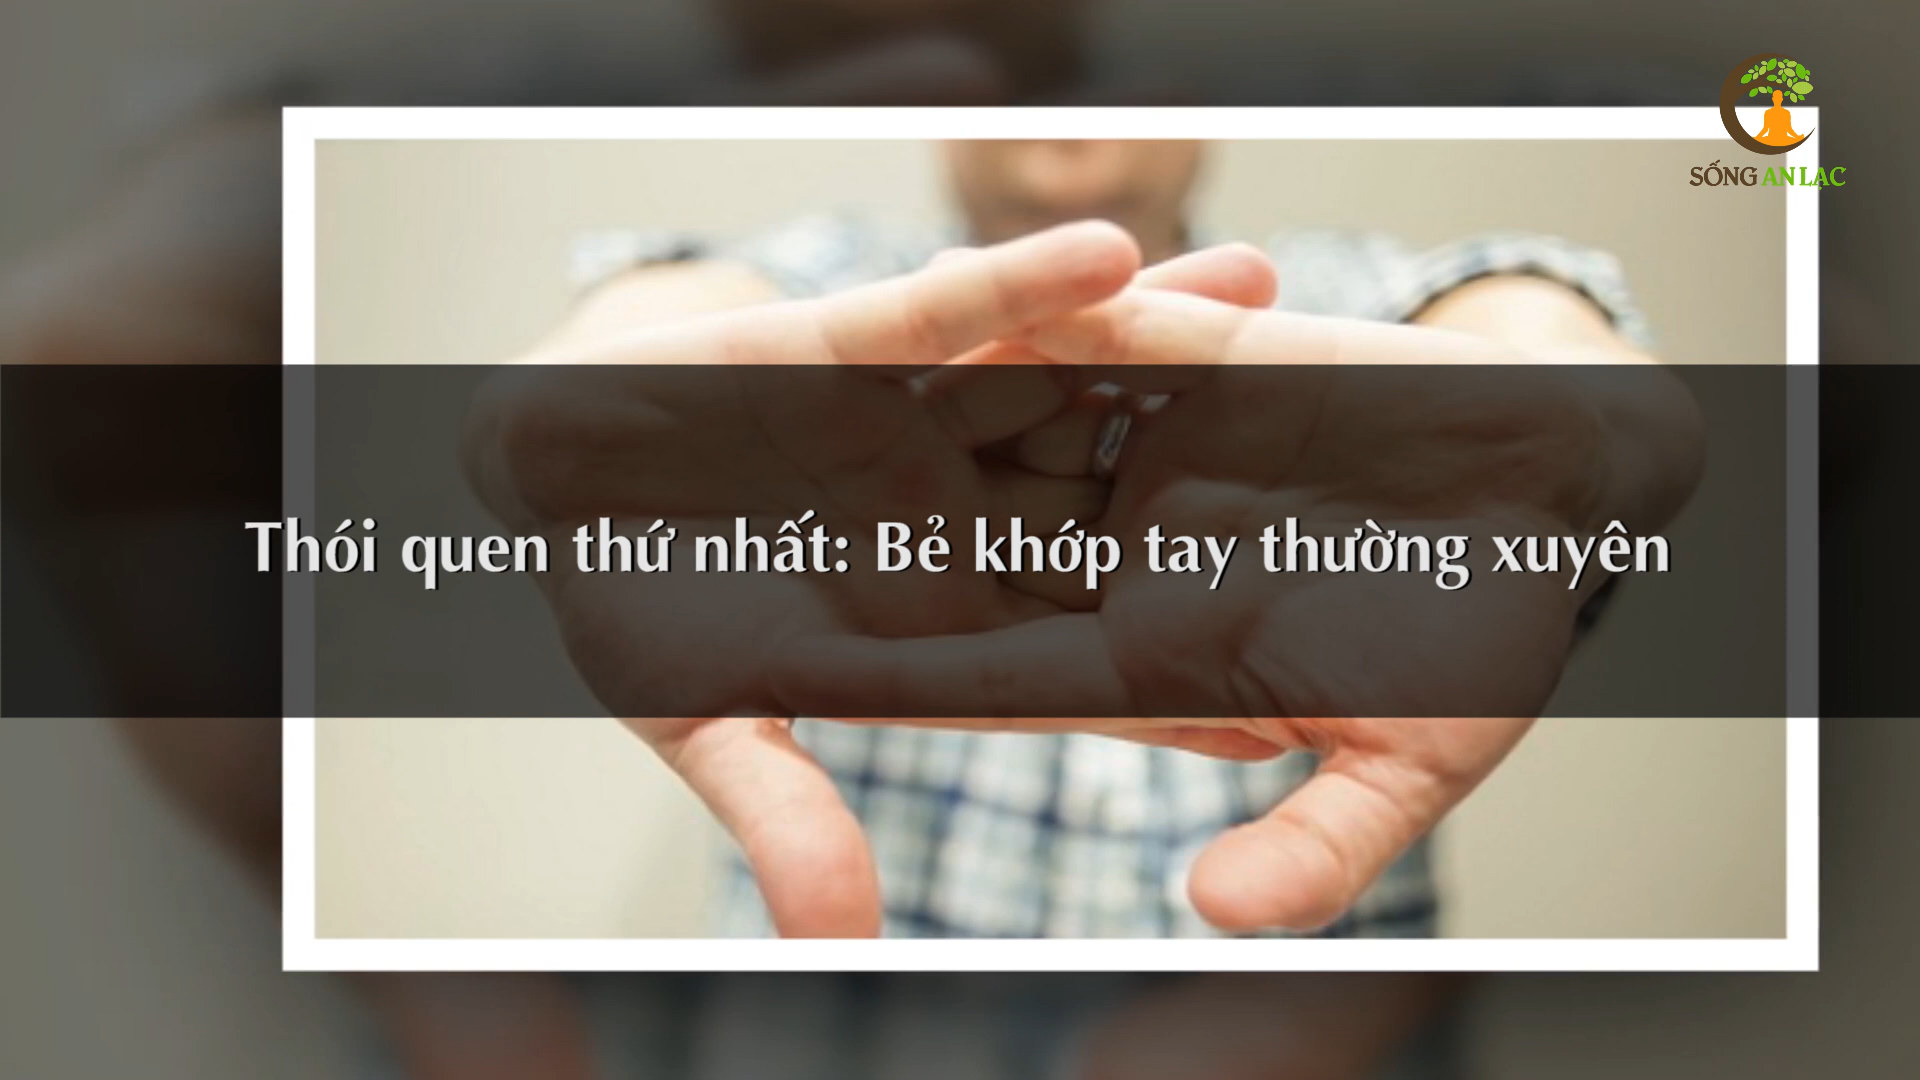 SỐNG AN LẠC
Thói quen thứ nhất: Bẻ khớp tay thường xuyên